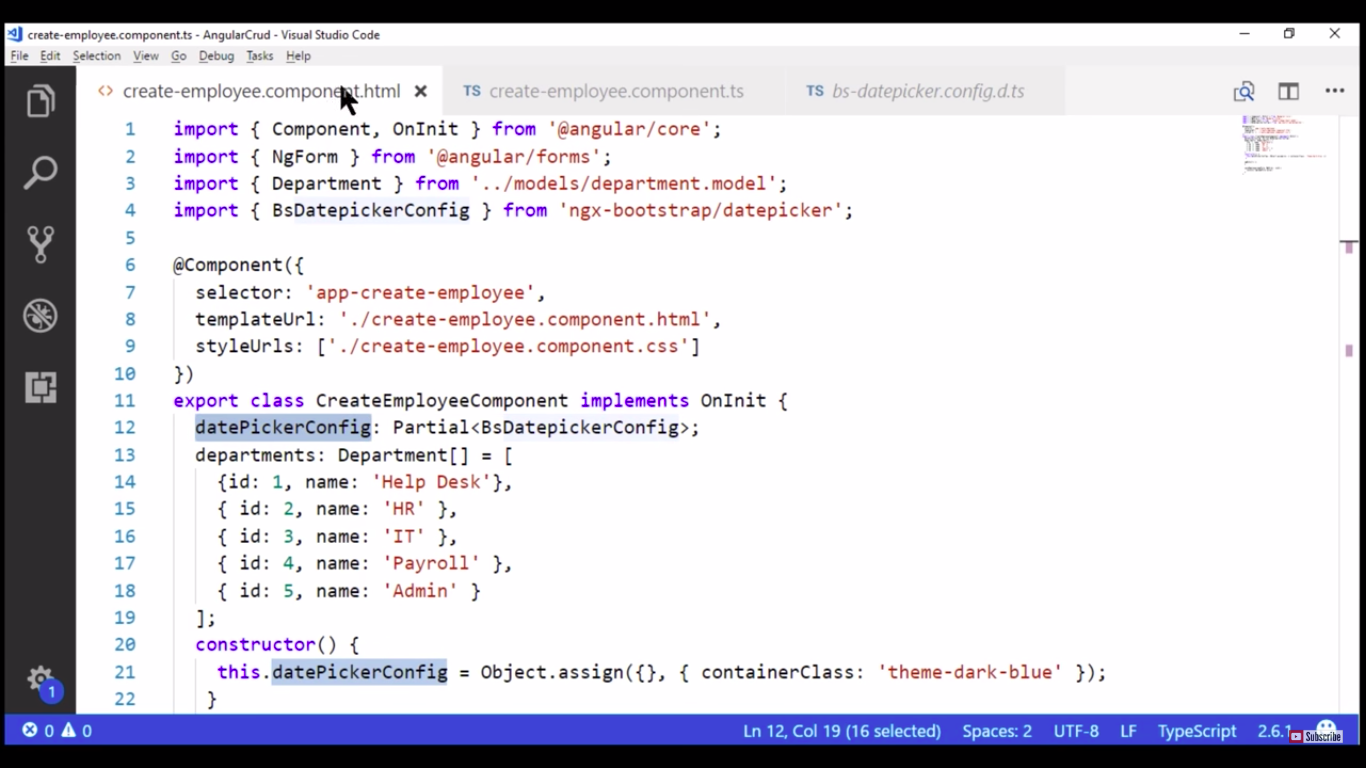 create-employee.component.ts - AngularCrud - Visual Studio Code
File Edit Selection View Go Debug Tasks Help
create-employee.component.html TS create-employee.component.ts TS bs-datepicker.config.d.ts
1 import { Component, OnInit } from '@angular/core';
2 import { NgForm } from '@angular/forms';
3 import { Department } from '../models/department.model';
4 import { BsDatepickerConfig } from 'ngx-bootstrap/datepicker';
5
6 @Component({
7 selector: 'app-create-employee',
8 templateUrl: './create-employee.component.html',
9 styleUrls: ['./create-employee.component.css']
10 })
11 export class CreateEmployeeComponent implements OnInit {
12 datePickerConfig: Partial<BsDatepickerConfig>;
13 departments: Department[] = [
14 {id: 1, name: 'Help Desk'},
15 { id: 2, name: 'HR' },
16 { id: 3, name: 'IT' },
17 { id: 4, name: 'Payroll' },
18 { id: 5, name: 'Admin' }
19 ];
20 constructor() {
21 this.datePickerConfig = Object.assign({}, { containerClass: 'theme-dark-blue' });
22 }
1
0 0 Ln 12, Col 19 (16 selected) Spaces: 2 UTF-8 LF TypeScript 2.6.1
Subscribe